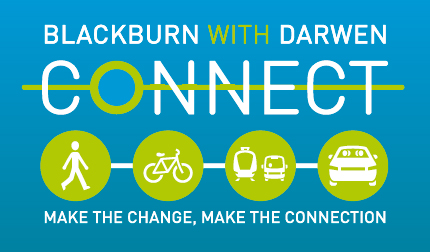 BLACKBURN WITH DARWEN
CONNECT
MAKE THE CHANGE, MAKE THE CONNECTION